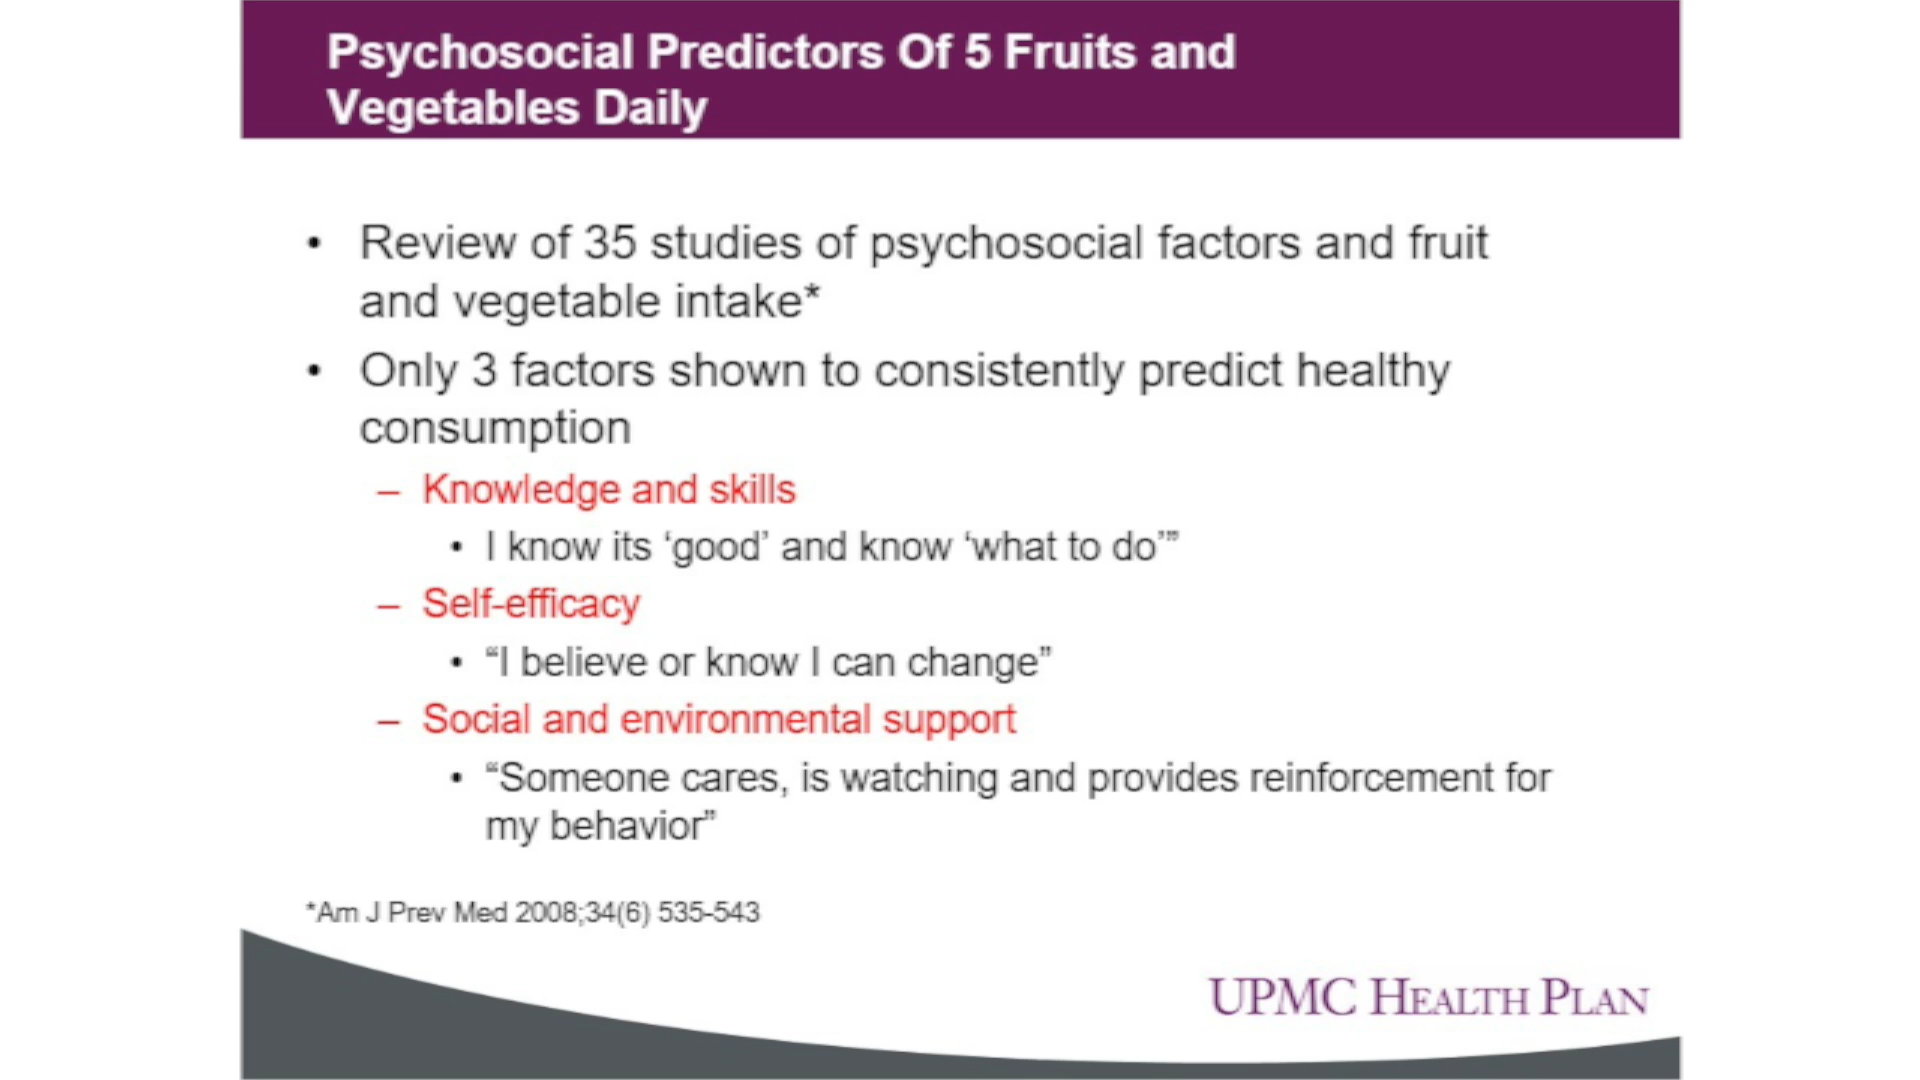 Psychosocial Predictors Of 5 Fruits and
Vegetables Daily
• Review of 35 studies of psychosocial factors and fruit
and vegetable intake*
• Only 3 factors shown to consistently predict healthy
consumption
– Knowledge and skills
• I know its ‘good’ and know ‘what to do’”
– Self-efficacy
• “I believe or know I can change”
– Social and environmental support
• “Someone cares, is watching and provides reinforcement for
my behavior”
*Am J Prev Med 2008;34(6) 535-543
UPMC HEALTH PLAN